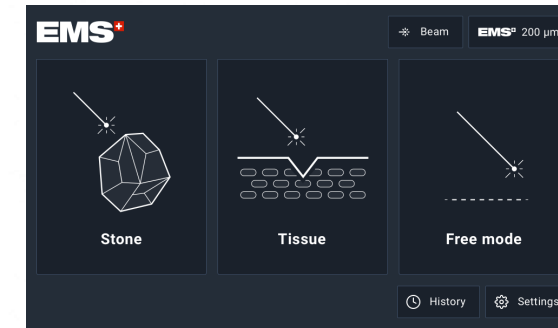 EMS
Beam
EMS 200 μm
Stone
Tissue
Free mode
History
Settings